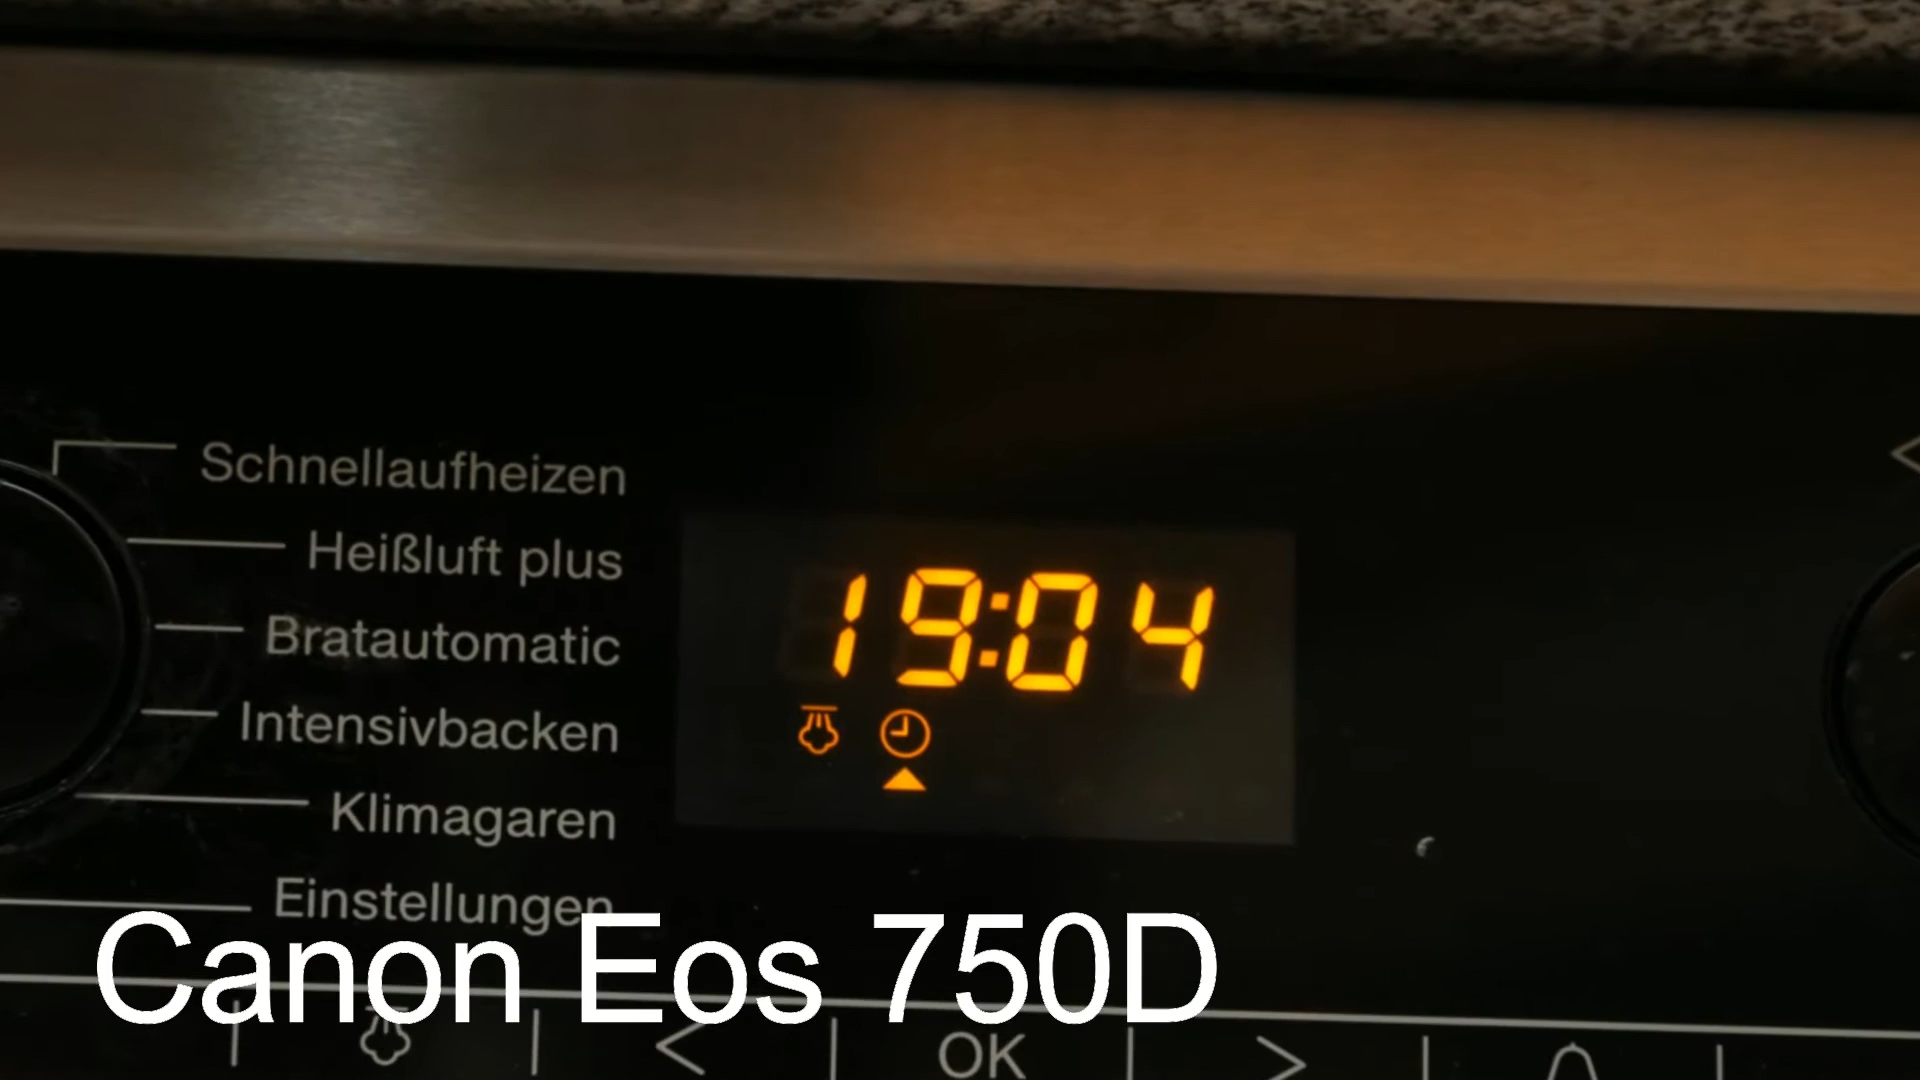 Schnellaufheizen
Heißluft plus
Bratautomatic
Intensivbacken
Klimagaren
Einstellungen
19:04
Canon Eos 750D
OK